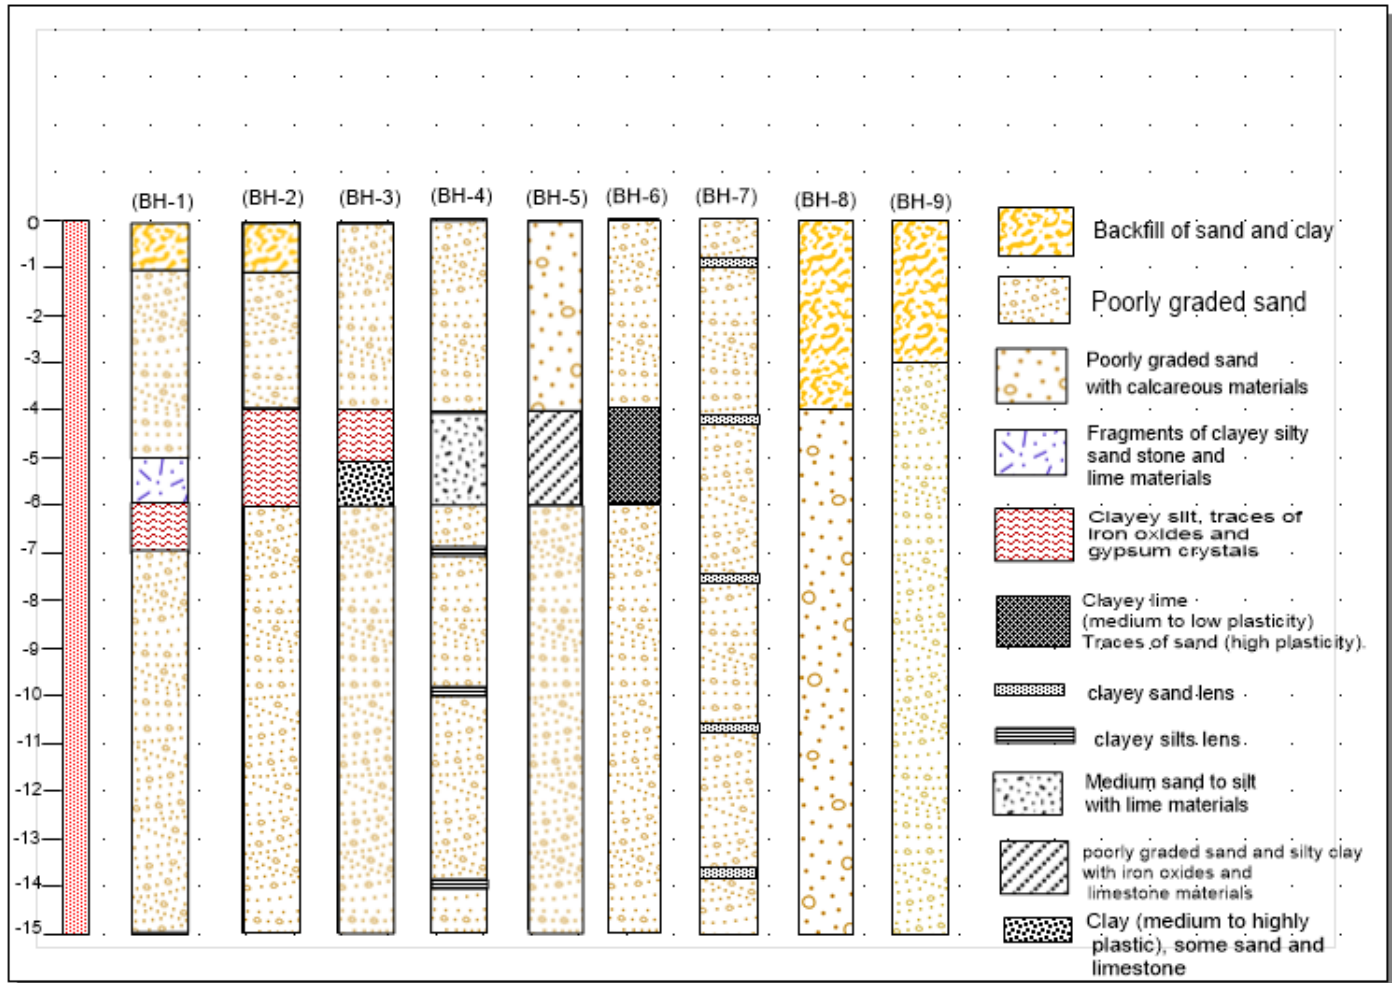 (BH-1) (BH-2) (BH-3) (BH-4) (BH-5) (BH-6) (BH-7) (BH-8) (BH-9)
0
-1
-2
-3
-4
-5
-6
-7
-8
-9
-10
-11
-12
-13
-14
-15
Backfill of sand and clay
Poorly graded sand
Poorly graded sand
with calcareous materials
Fragments of clayey silty
sand stone and
lime materials
Clayey silt, traces of
iron oxides and
gypsum crystals
Clayey lime
(medium to low plasticity)
Traces of sand (high plasticity).
clayey sand lens
clayey silts lens
Medium sand to silt
with lime materials
poorly graded sand and silty clay
with iron oxides and
limestone materials
Clay (medium to highly
plastic), some sand and
limestone